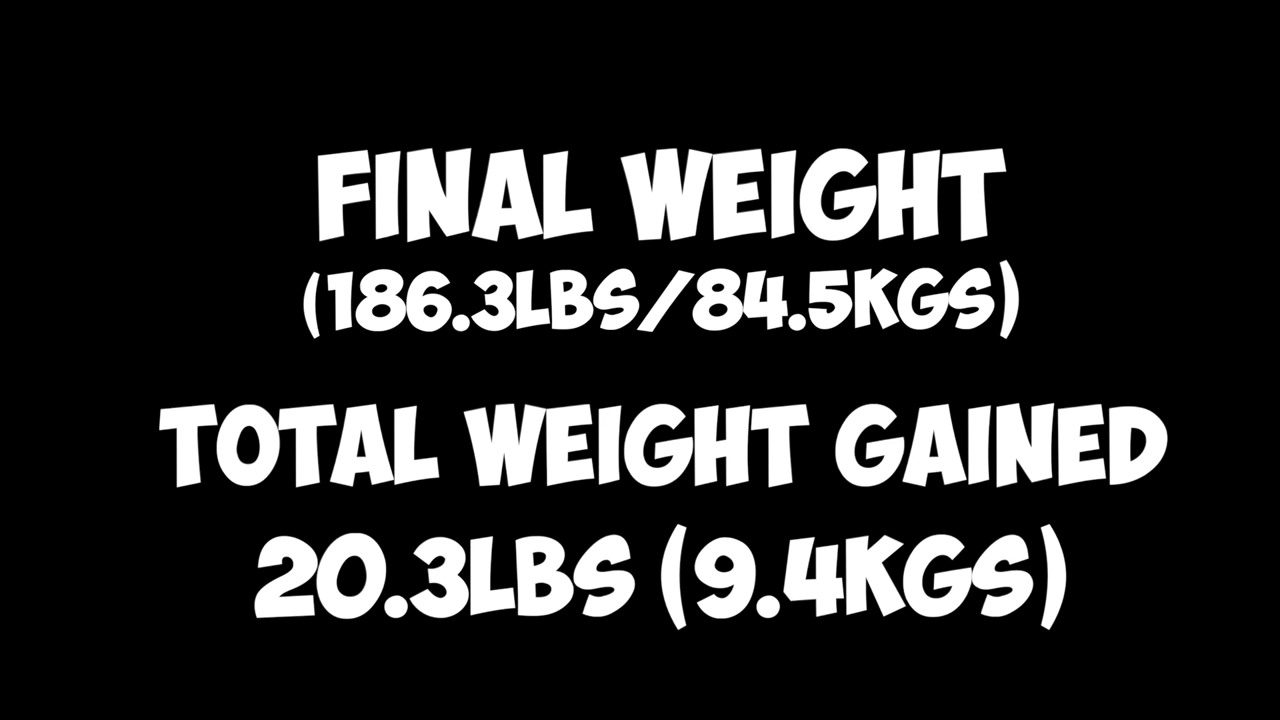 FINAL WEIGHT
(186.3LBS/84.5KGS)
TOTAL WEIGHT GAINED
20.3LBS (9.4KGS)